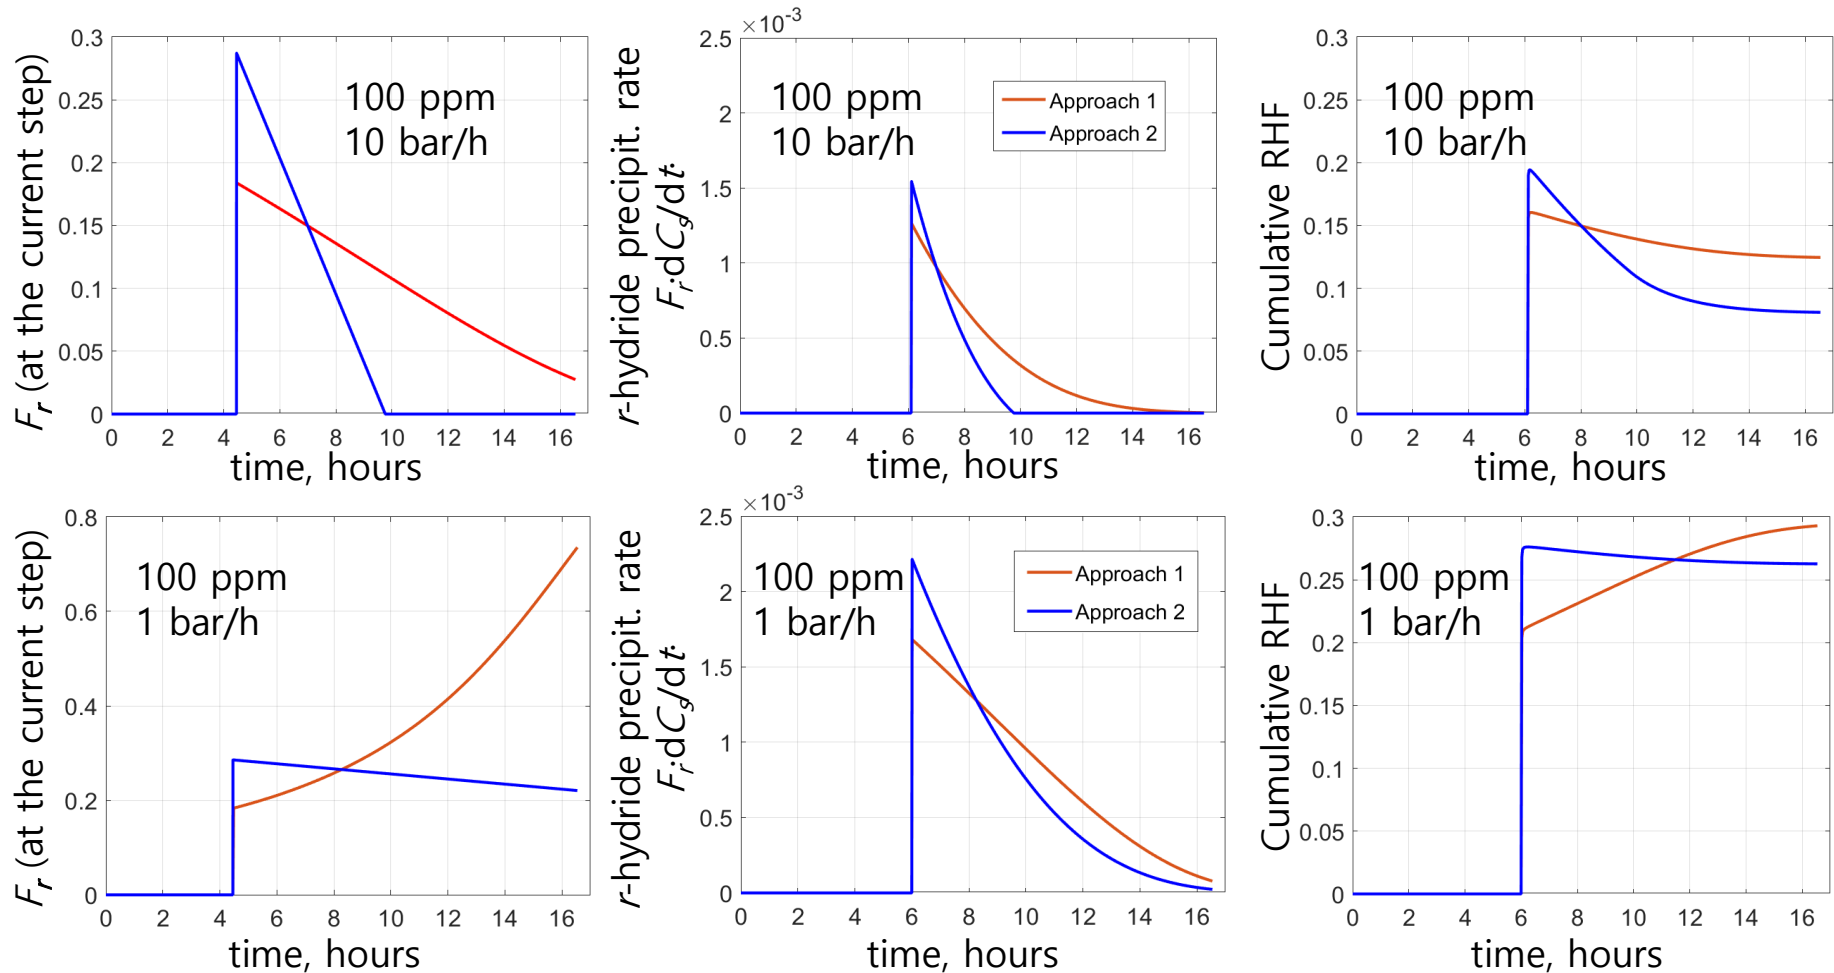 F_r (at the current step)
0.3
0.25
0.2
0.15
0.1
0.05
0
100 ppm
10 bar/h
0 2 4 6 8 10 12 14 16
time, hours
r-hydride precipit. rate
F_r·dC_s/dt·
×10⁻³
2.5
2
1.5
1
0.5
0
100 ppm
10 bar/h
Approach 1
Approach 2
0 2 4 6 8 10 12 14 16
time, hours
Cumulative RHF
0.3
0.25
0.2
0.15
0.1
0.05
0
100 ppm
10 bar/h
0 2 4 6 8 10 12 14 16
time, hours
F_r (at the current step)
0.8
0.6
0.4
0.2
0
100 ppm
1 bar/h
0 2 4 6 8 10 12 14 16
time, hours
r-hydride precipit. rate
F_r·dC_s/dt·
×10⁻³
2.5
2
1.5
1
0.5
0
100 ppm
1 bar/h
Approach 1
Approach 2
0 2 4 6 8 10 12 14 16
time, hours
Cumulative RHF
0.3
0.25
0.2
0.15
0.1
0.05
0
100 ppm
1 bar/h
0 2 4 6 8 10 12 14 16
time, hours